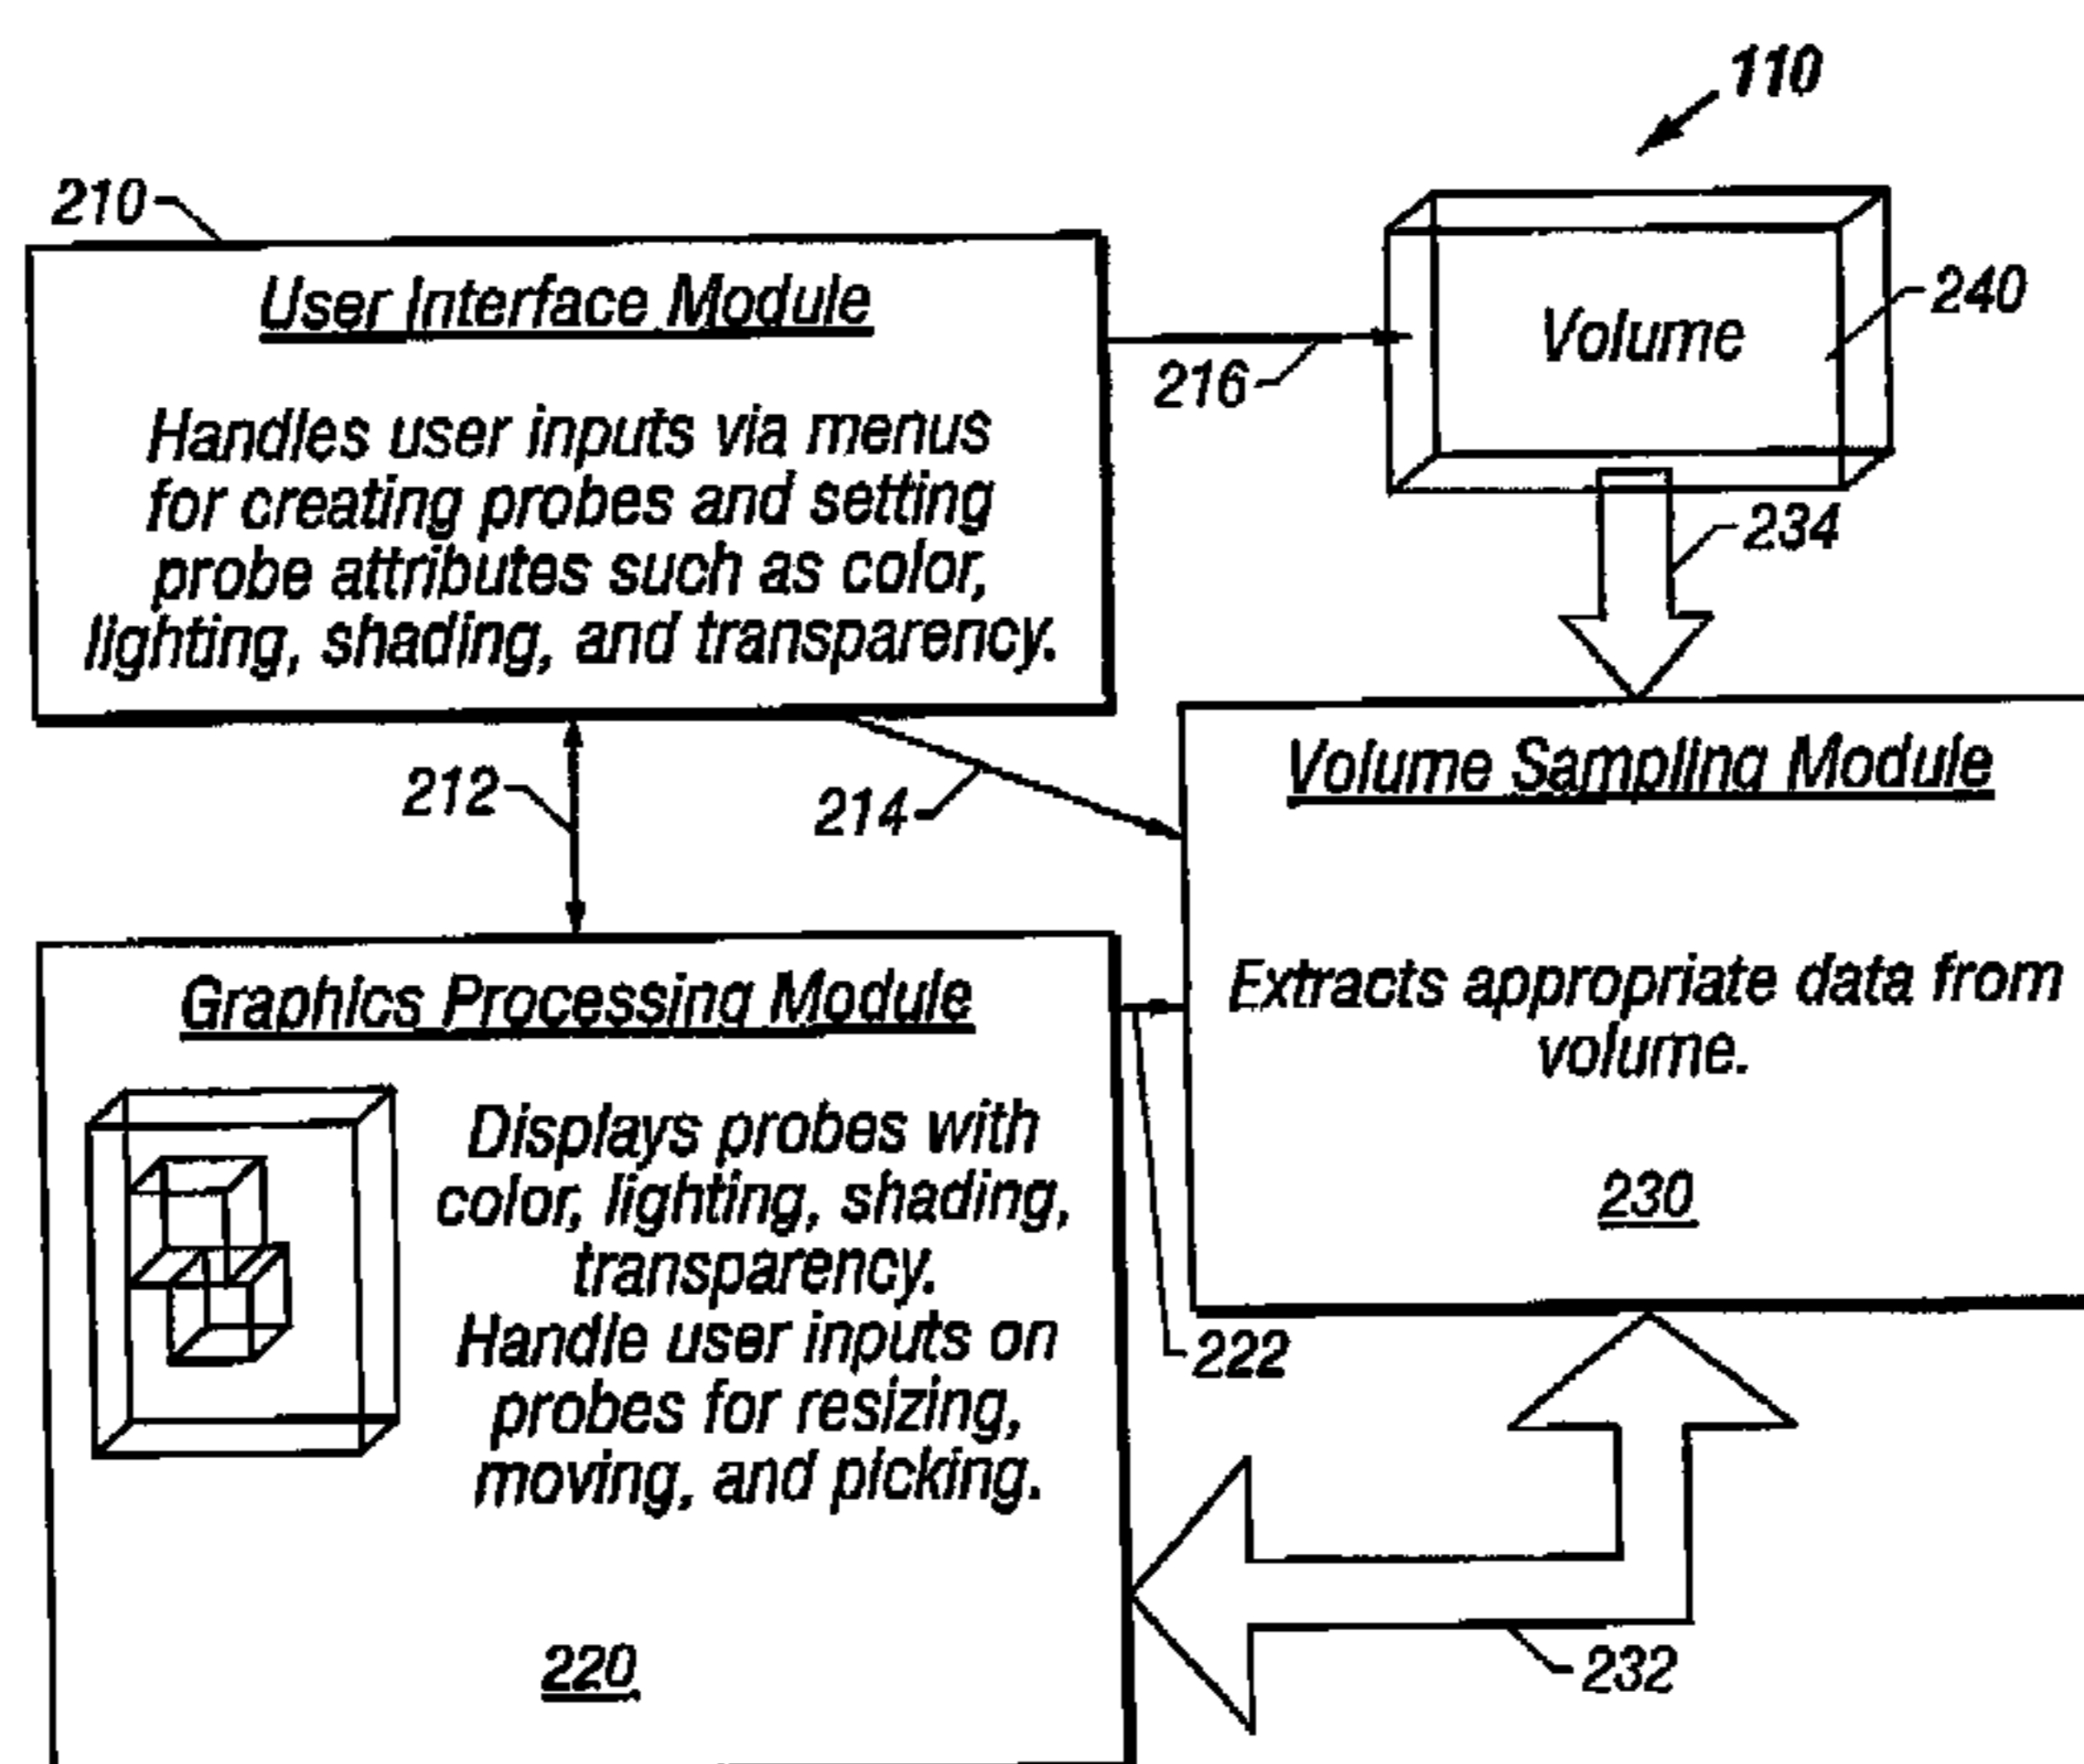 110
210
User Interface Module
Handles user inputs via menus
for creating probes and setting
probe attributes such as color,
lighting, shading, and transparency.
216
Volume
240
234
212
214
Volume Sampling Module
Extracts appropriate data from
volume.
230
Graphics Processing Module
Displays probes with
color, lighting, shading,
transparency.
Handle user inputs on
probes for resizing,
moving, and picking.
220
222
232